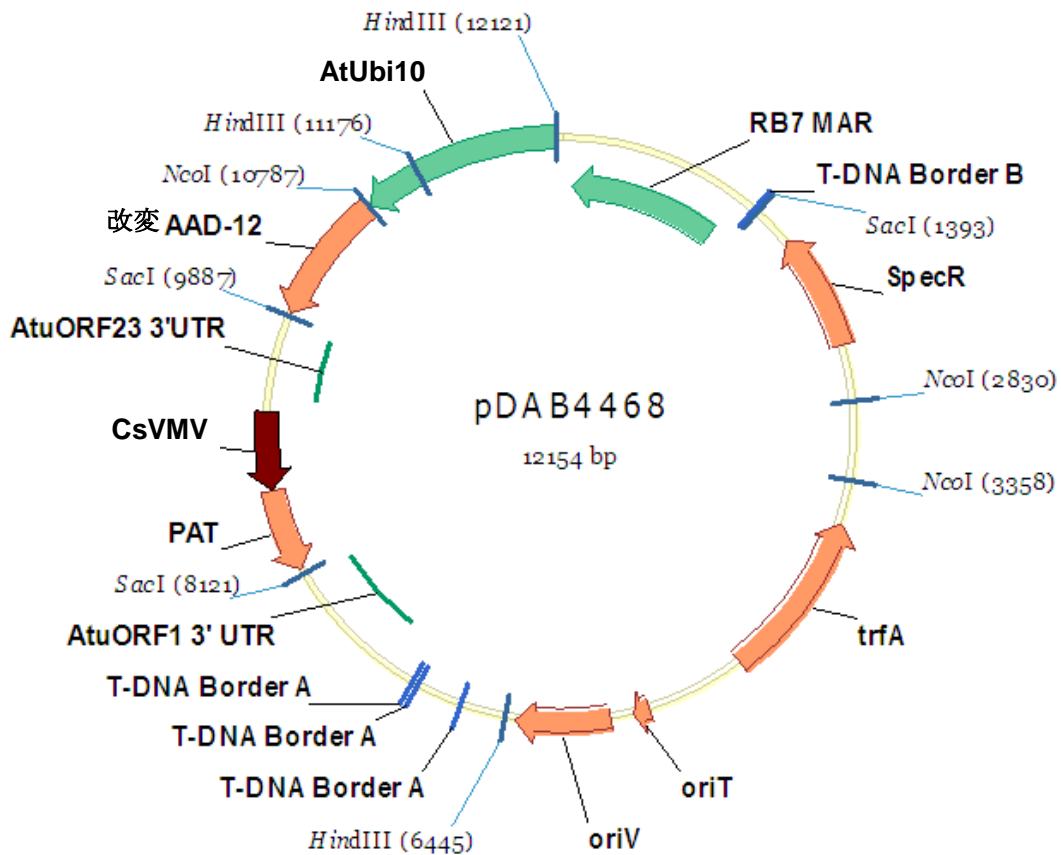 HindIII (12121)
AtUbi10
HindIII (11176)
RB7 MAR
NcoI (10787)
T-DNA Border B
改変 AAD-12
SacI (1393)
SacI (9887)
SpecR
AtuORF23 3'UTR
NcoI (2830)
pDAB4468
12154 bp
CsVMV
NcoI (3358)
PAT
SacI (8121)
AtuORF1 3' UTR
trfA
T-DNA Border A
T-DNA Border A
T-DNA Border A
oriT
HindIII (6445)
oriV